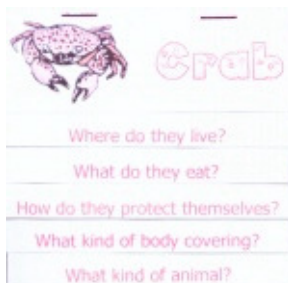 Crab
Where do they live?
What do they eat?
How do they protect themselves?
What kind of body covering?
What kind of animal?